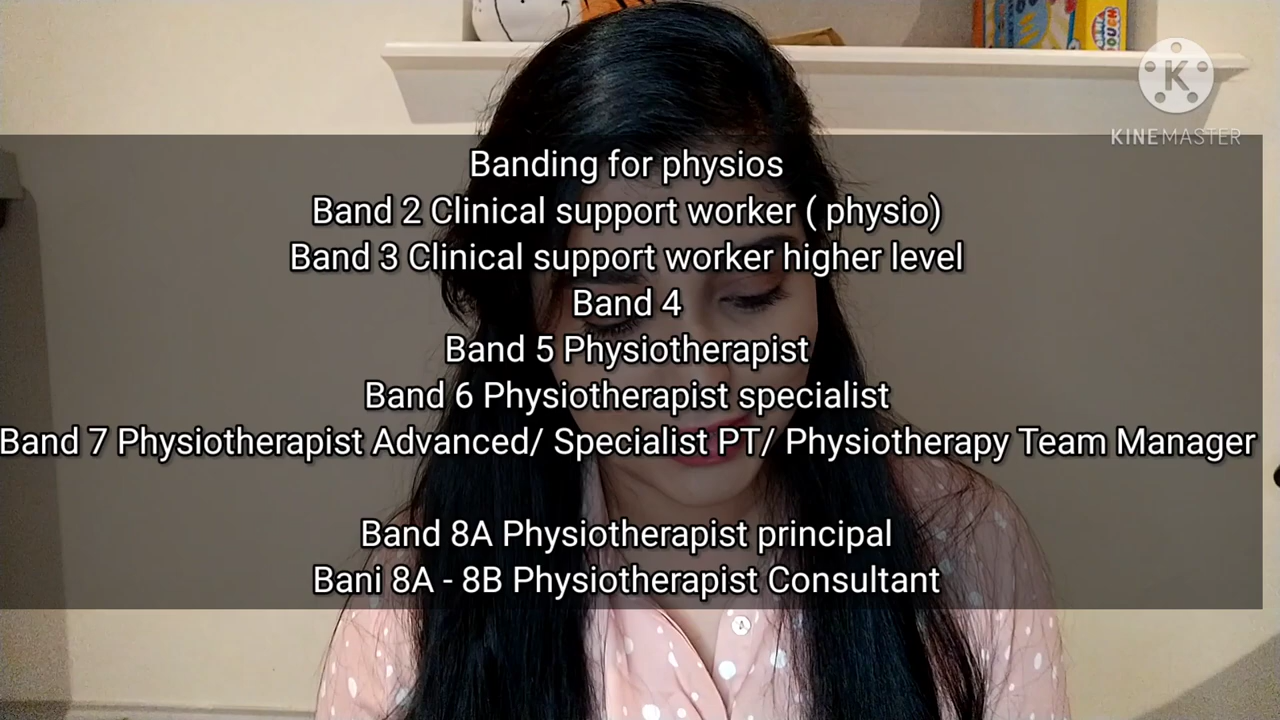 K
KINEMASTER
DOUGH
Banding for physios
Band 2 Clinical support worker ( physio)
Band 3 Clinical support worker higher level
Band 4
Band 5 Physiotherapist
Band 6 Physiotherapist specialist
Band 7 Physiotherapist Advanced/ Specialist PT/ Physiotherapy Team Manager
Band 8A Physiotherapist principal
Bani 8A - 8B Physiotherapist Consultant